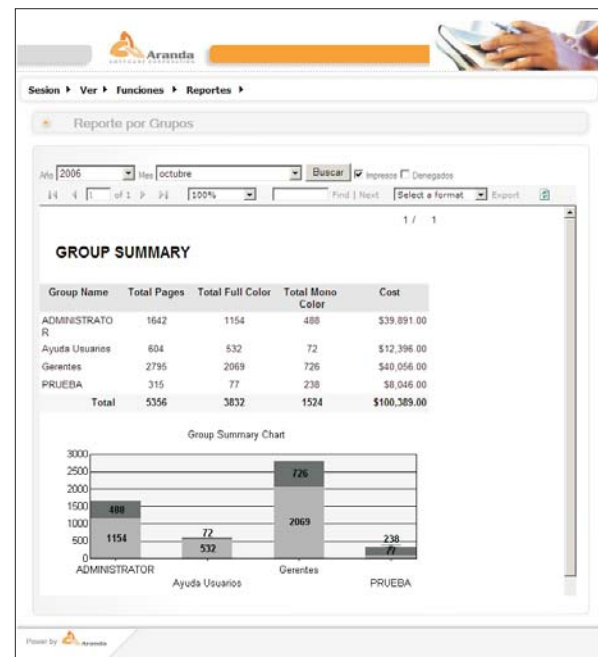 Aranda
SOFTWARE CORPORATION
Sesion Ver Funciones Reportes
Reporte por Grupos
Año 2006 Mes octubre Buscar Impresos Denegados
1 of 1 100% Find | Next Select a format Export
1 / 1
GROUP SUMMARY
Group Name Total Pages Total Full Color Total Mono Color Cost
ADMINISTRATO
R 1642 1154 488 $39,891.00
Ayuda Usuarios 604 532 72 $12,396.00
Gerentes 2795 2069 726 $40,056.00
PRUEBA 315 77 238 $8,046.00
Total 5356 3832 1524 $100,389.00
Group Summary Chart
3000
2500
2000
1500
1000
500
0
488
1154
72
532
726
2069
238
77
ADMINISTRATOR
Ayuda Usuarios
Gerentes
PRUEBA
Power by Aranda